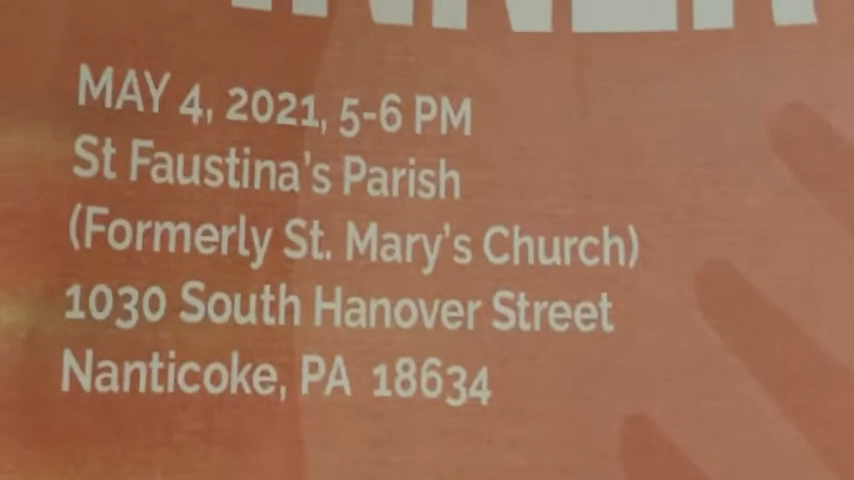 MAY 4, 2021, 5-6 PM
St Faustina's Parish
(Formerly St. Mary's Church)
1030 South Hanover Street
Nanticoke, PA 18634